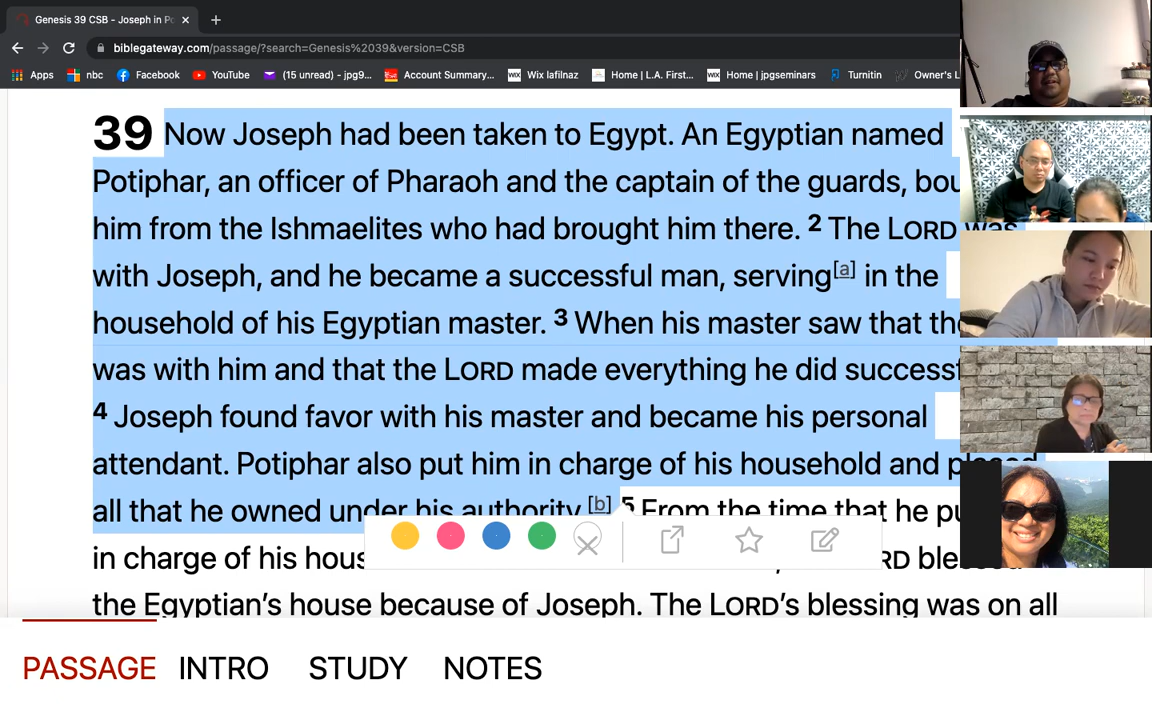 Genesis 39 CSB - Joseph in Po
biblegateway.com/passage/?search=Genesis%2039&version=CSB
Apps nbc Facebook YouTube (15 unread) - jpg9... Account Summary... Wix lafilnaz Home | L.A. First... Home | jpgseminars Turnitin Owner's L
39 Now Joseph had been taken to Egypt. An Egyptian named
Potiphar, an officer of Pharaoh and the captain of the guards, bou
him from the Ishmaelites who had brought him there. 2 The LORD was
with Joseph, and he became a successful man, serving[a] in the
household of his Egyptian master. 3 When his master saw that the
was with him and that the LORD made everything he did successf
4 Joseph found favor with his master and became his personal
attendant. Potiphar also put him in charge of his household and placed
all that he owned under his authority.[b] 5 From the time that he pu
in charge of his hous RD blessed
the Egyptian's house because of Joseph. The LORD's blessing was on all
PASSAGE INTRO STUDY NOTES